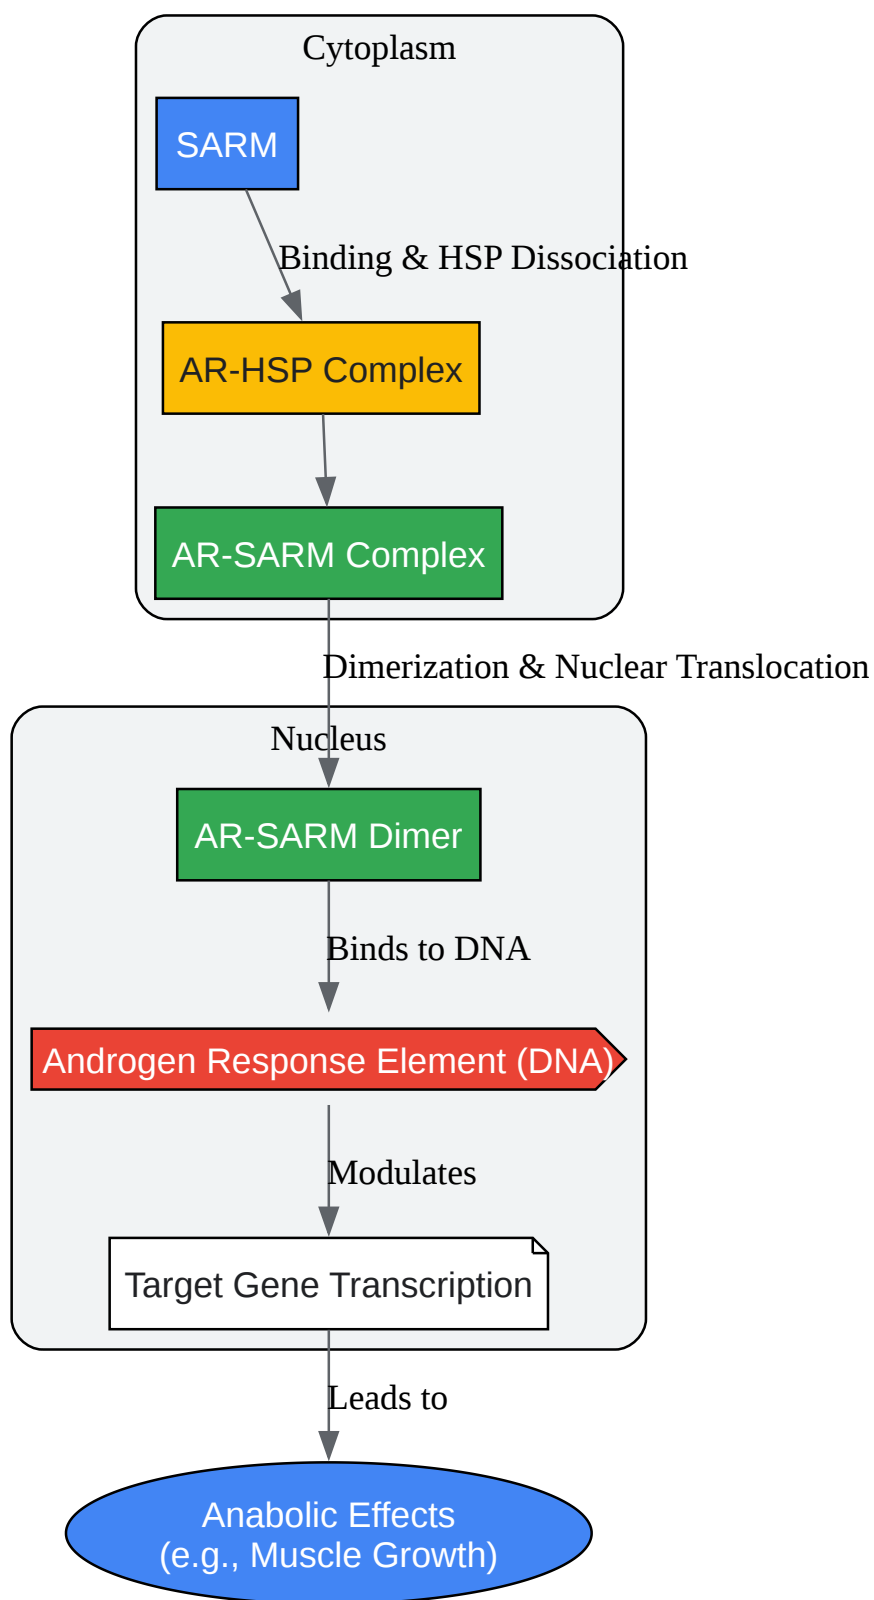 Cytoplasm
SARM
Binding & HSP Dissociation
AR-HSP Complex
AR-SARM Complex
Dimerization & Nuclear Translocation
Nucleus
AR-SARM Dimer
Binds to DNA
Androgen Response Element (DNA)
Modulates
Target Gene Transcription
Leads to
Anabolic Effects
(e.g., Muscle Growth)